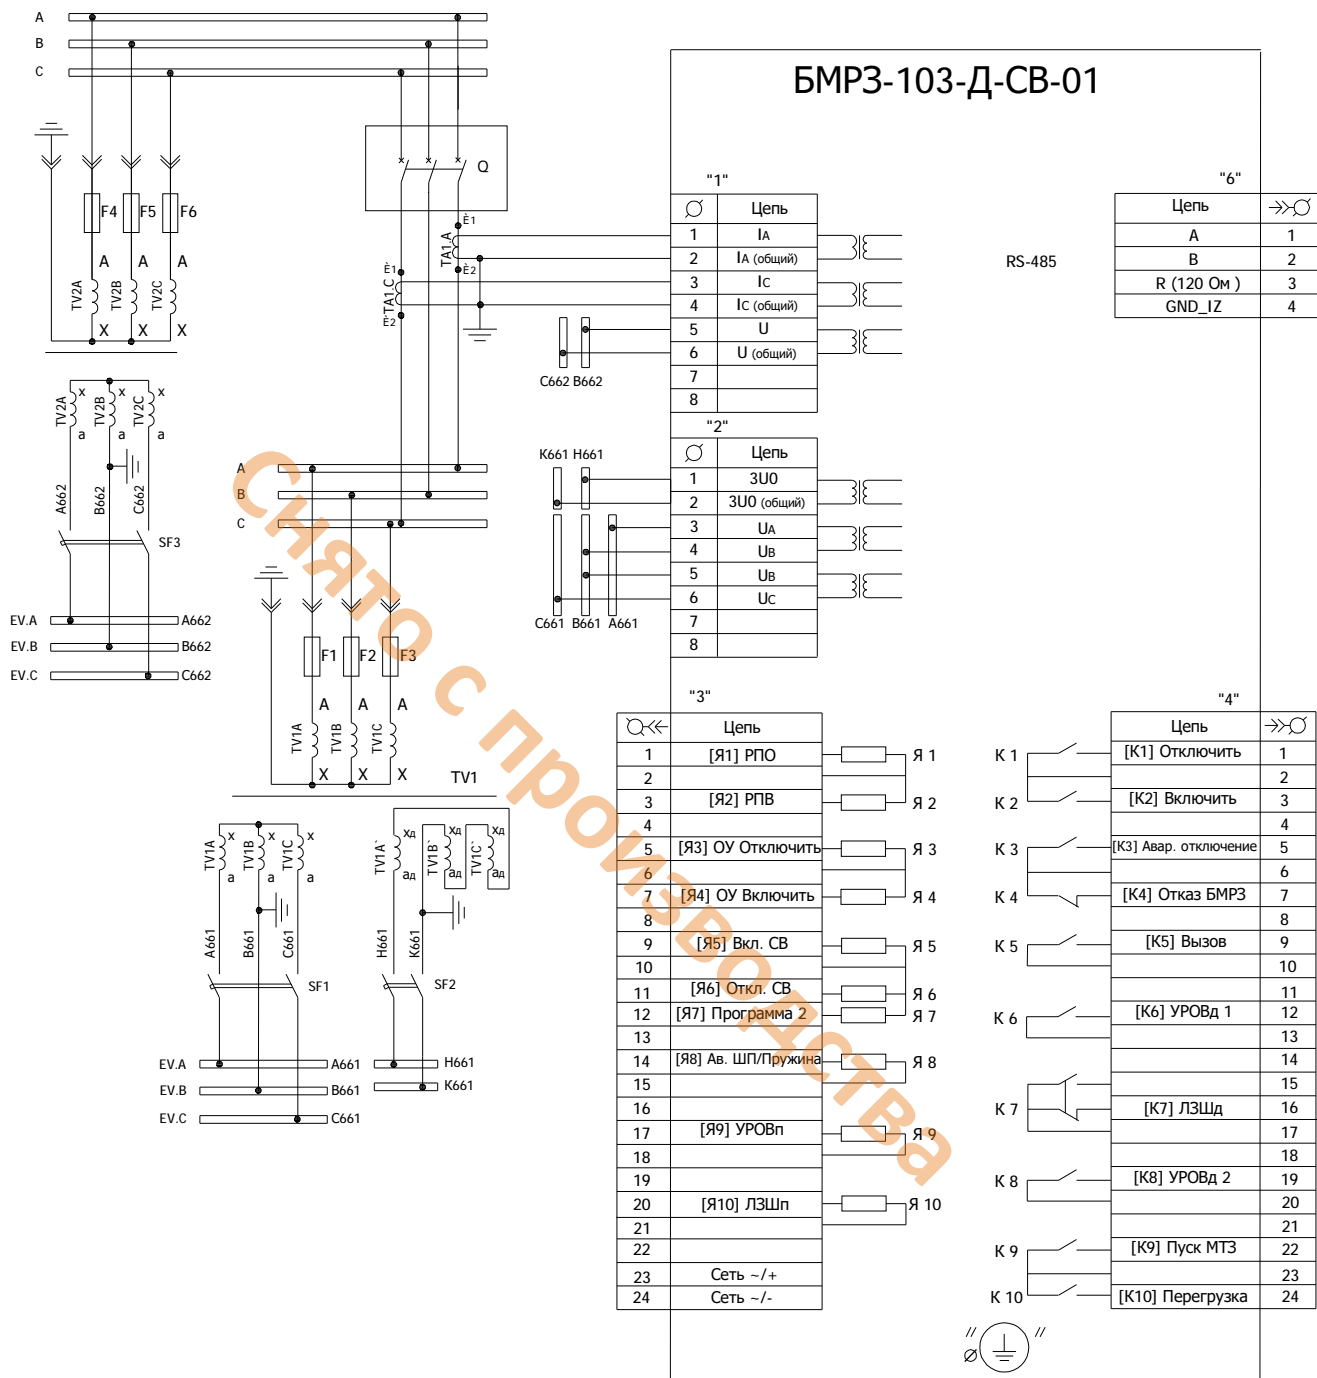 A
B
C
БМРЗ-103-Д-СВ-01
Q
F4 F5 F6
A A A
TV2A TV2B TV2C
X X X
È1
TA1.A
È2
È1
TA1.C
È2
"1"
Цепь
1 IA
2 IA (общий)
3 IC
4 IC (общий)
5 U
6 U (общий)
7
8
C662 B662
RS-485
"6"
Цепь
A 1
B 2
R (120 Ом ) 3
GND_IZ 4
TV2A TV2B TV2C
x x x
a a a
A662 B662 C662
SF3
EV.A A662
EV.B B662
EV.C C662
A
B
C
"2"
Цепь
1 3U0
2 3U0 (общий)
3 UA
4 UB
5 UB
6 UC
7
8
K661 H661
C661 B661 A661
F1 F2 F3
A A A
TV1A TV1B TV1C
X X X
TV1
TV1A TV1B TV1C
x x x
a a a
A661 B661 C661
SF1
TV1A` TV1B` TV1C`
xд xд xд
aд aд aд
H661 K661
SF2
EV.A A661
EV.B B661
EV.C C661
H661
K661
"3"
Цепь
1 [Я1] РПО Я 1
2
3 [Я2] РПВ Я 2
4
5 [Я3] ОУ Отключить Я 3
6
7 [Я4] ОУ Включить Я 4
8
9 [Я5] Вкл. СВ Я 5
10
11 [Я6] Откл. СВ Я 6
12 [Я7] Программа 2 Я 7
13
14 [Я8] Ав. ШП/Пружина Я 8
15
16
17 [Я9] УРОВп Я 9
18
19
20 [Я10] ЛЗШп Я 10
21
22
23 Сеть ~/+
24 Сеть ~/-
"4"
Цепь
К 1 [К1] Отключить 1
2
К 2 [К2] Включить 3
4
К 3 [К3] Авар. отключение 5
6
К 4 [К4] Отказ БМРЗ 7
8
К 5 [К5] Вызов 9
10
11
К 6 [К6] УРОВд 1 12
13
14
15
К 7 [К7] ЛЗШд 16
17
18
К 8 [К8] УРОВд 2 19
20
21
К 9 [К9] Пуск МТЗ 22
23
К 10 [К10] Перегрузка 24
Снято с производства